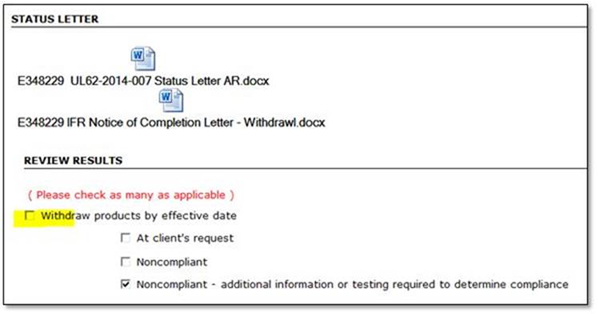 STATUS LETTER
E348229 UL62-2014-007 Status Letter AR.docx
E348229 IFR Notice of Completion Letter - Withdrawl.docx
REVIEW RESULTS
( Please check as many as applicable )
Withdraw products by effective date
At client's request
Noncompliant
Noncompliant - additional information or testing required to determine compliance